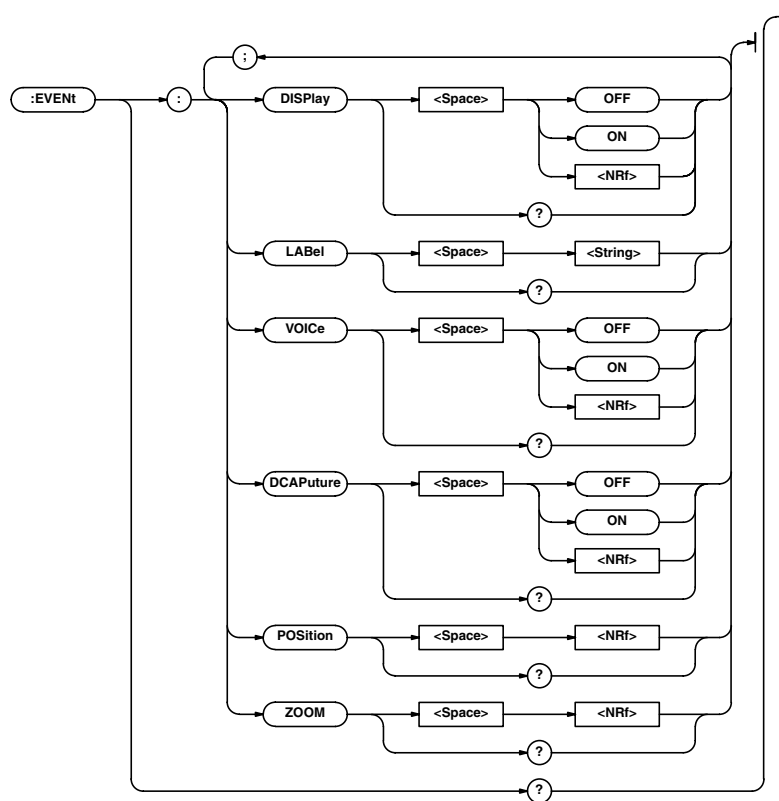 ;
:EVENt : DISPlay <Space> OFF
ON
<NRf>
?
LABel <Space> <String>
?
VOICe <Space> OFF
ON
<NRf>
?
DCAPuture <Space> OFF
ON
<NRf>
?
POSition <Space> <NRf>
?
ZOOM <Space> <NRf>
?
?